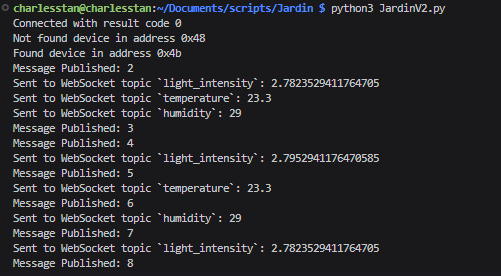 charlesstan@charlesstan:~/Documents/scripts/Jardin $ python3 JardinV2.py
Connected with result code 0
Not found device in address 0x48
Found device in address 0x4b
Message Published: 2
Sent to WebSocket topic `light_intensity`: 2.7823529411764705
Sent to WebSocket topic `temperature`: 23.3
Sent to WebSocket topic `humidity`: 29
Message Published: 3
Message Published: 4
Sent to WebSocket topic `light_intensity`: 2.7952941176470585
Message Published: 5
Sent to WebSocket topic `temperature`: 23.3
Message Published: 6
Sent to WebSocket topic `humidity`: 29
Message Published: 7
Sent to WebSocket topic `light_intensity`: 2.7823529411764705
Message Published: 8